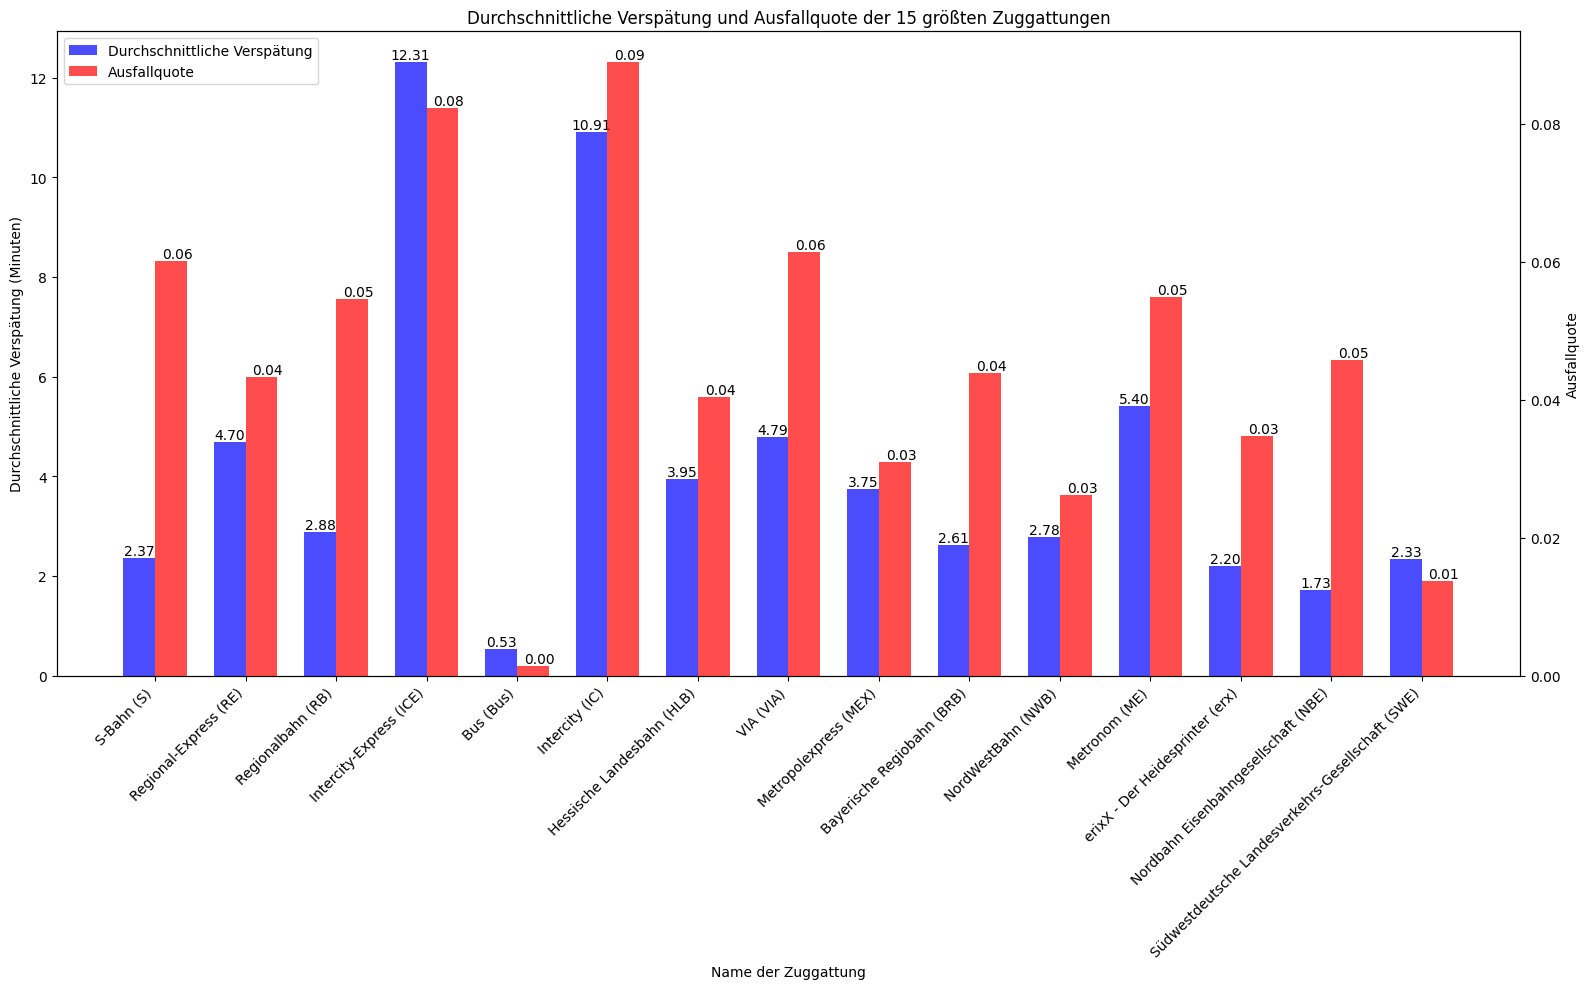 Durchschnittliche Verspätung und Ausfallquote der 15 größten Zuggattungen
Durchschnittliche Verspätung
Ausfallquote
Durchschnittliche Verspätung (Minuten)
12
10
8
6
4
2
0
2.37
0.06
4.70
0.04
2.88
0.05
12.31
0.08
0.53
0.00
10.91
0.09
3.95
0.04
4.79
0.06
3.75
0.03
2.61
0.04
2.78
0.03
5.40
0.05
2.20
0.03
1.73
0.05
2.33
0.01
0.08
0.06
0.04
0.02
0.00
Ausfallquote
S-Bahn (S)
Regional-Express (RE)
Regionalbahn (RB)
Intercity-Express (ICE)
Bus (Bus)
Intercity (IC)
Hessische Landesbahn (HLB)
VIA (VIA)
Metropolexpress (MEX)
Bayerische Regiobahn (BRB)
NordWestBahn (NWB)
Metronom (ME)
erixX - Der Heidesprinter (erx)
Nordbahn Eisenbahngesellschaft (NBE)
Südwestdeutsche Landesverkehrs-Gesellschaft (SWE)
Name der Zuggattung